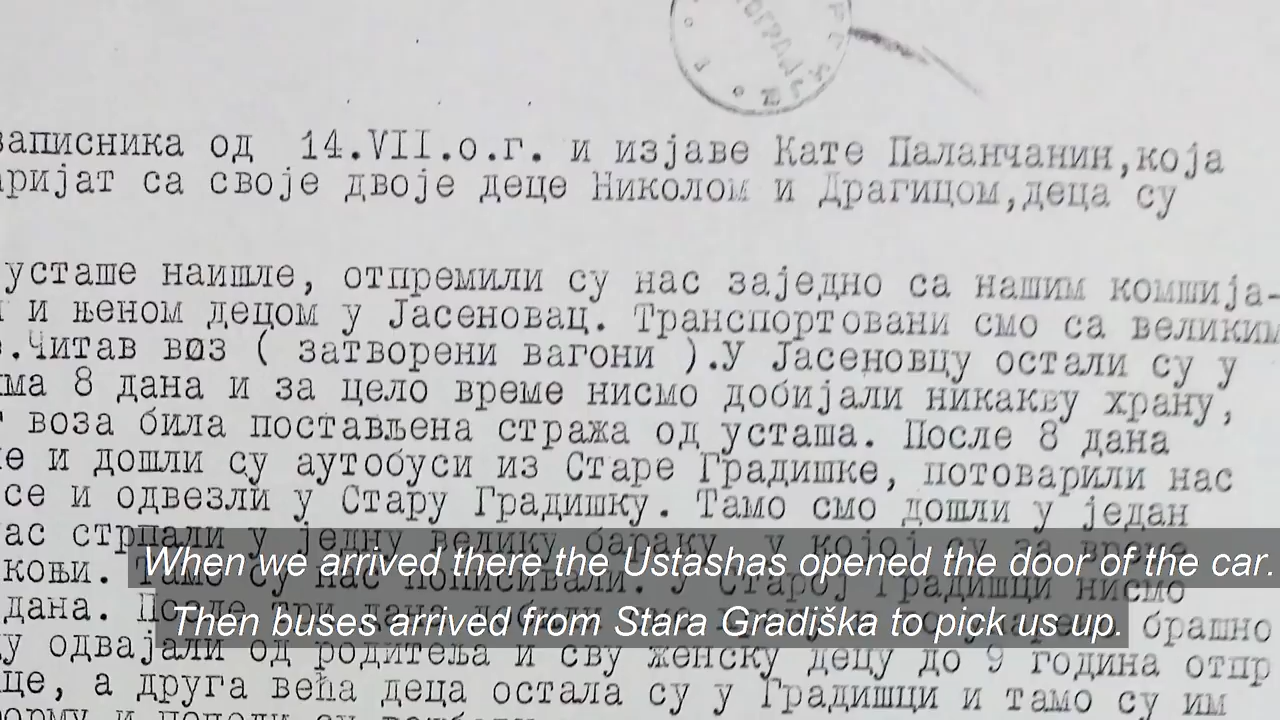 записника од 14.VII.о.г. и изјаве Кате Паланчанин,која
са своје двоје деце Николом и Драгицом,деца су
усташе наишле, отпремили су нас заједно са нашим комшија-
и њеном децом у Јасеновац. Транспортовани смо са великим
.Читав воз ( затворени вагони ).У Јасеновцу остали су у
8 дана и за цело време нисмо добијали никакву храну,
воза била постављена стража од усташа. После 8 дана
и дошли су аутобуси из Старе Градишке, потоварили нас
се и одвезли у Стару Градишку. Тамо смо дошли у један
стрпали у једну велику бараку, у којој су за време
коњи. Тамо су нас пописивали. У Старој Градишци нисмо
When we arrived there the Ustashas opened the door of the car.
дана. После три дана брашно
Then buses arrived from Stara Gradiška to pick us up.
одвајали од родитеља и сву женску децу до 9 година
а друга већа деца остала су у Градишци и тамо су им